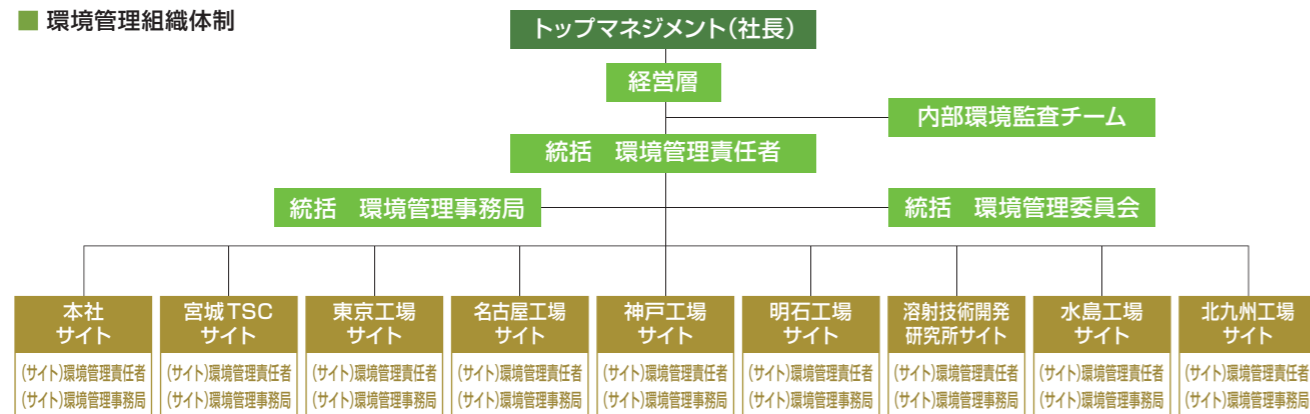 ■ 環境管理組織体制
トップマネジメント(社長)
経営層
内部環境監査チーム
統括　環境管理責任者
統括　環境管理事務局
統括　環境管理委員会
本社
サイト
(サイト)環境管理責任者
(サイト)環境管理事務局
宮城TSC
サイト
(サイト)環境管理責任者
(サイト)環境管理事務局
東京工場
サイト
(サイト)環境管理責任者
(サイト)環境管理事務局
名古屋工場
サイト
(サイト)環境管理責任者
(サイト)環境管理事務局
神戸工場
サイト
(サイト)環境管理責任者
(サイト)環境管理事務局
明石工場
サイト
(サイト)環境管理責任者
(サイト)環境管理事務局
溶射技術開発
研究所サイト
(サイト)環境管理責任者
(サイト)環境管理事務局
水島工場
サイト
(サイト)環境管理責任者
(サイト)環境管理事務局
北九州工場
サイト
(サイト)環境管理責任者
(サイト)環境管理事務局